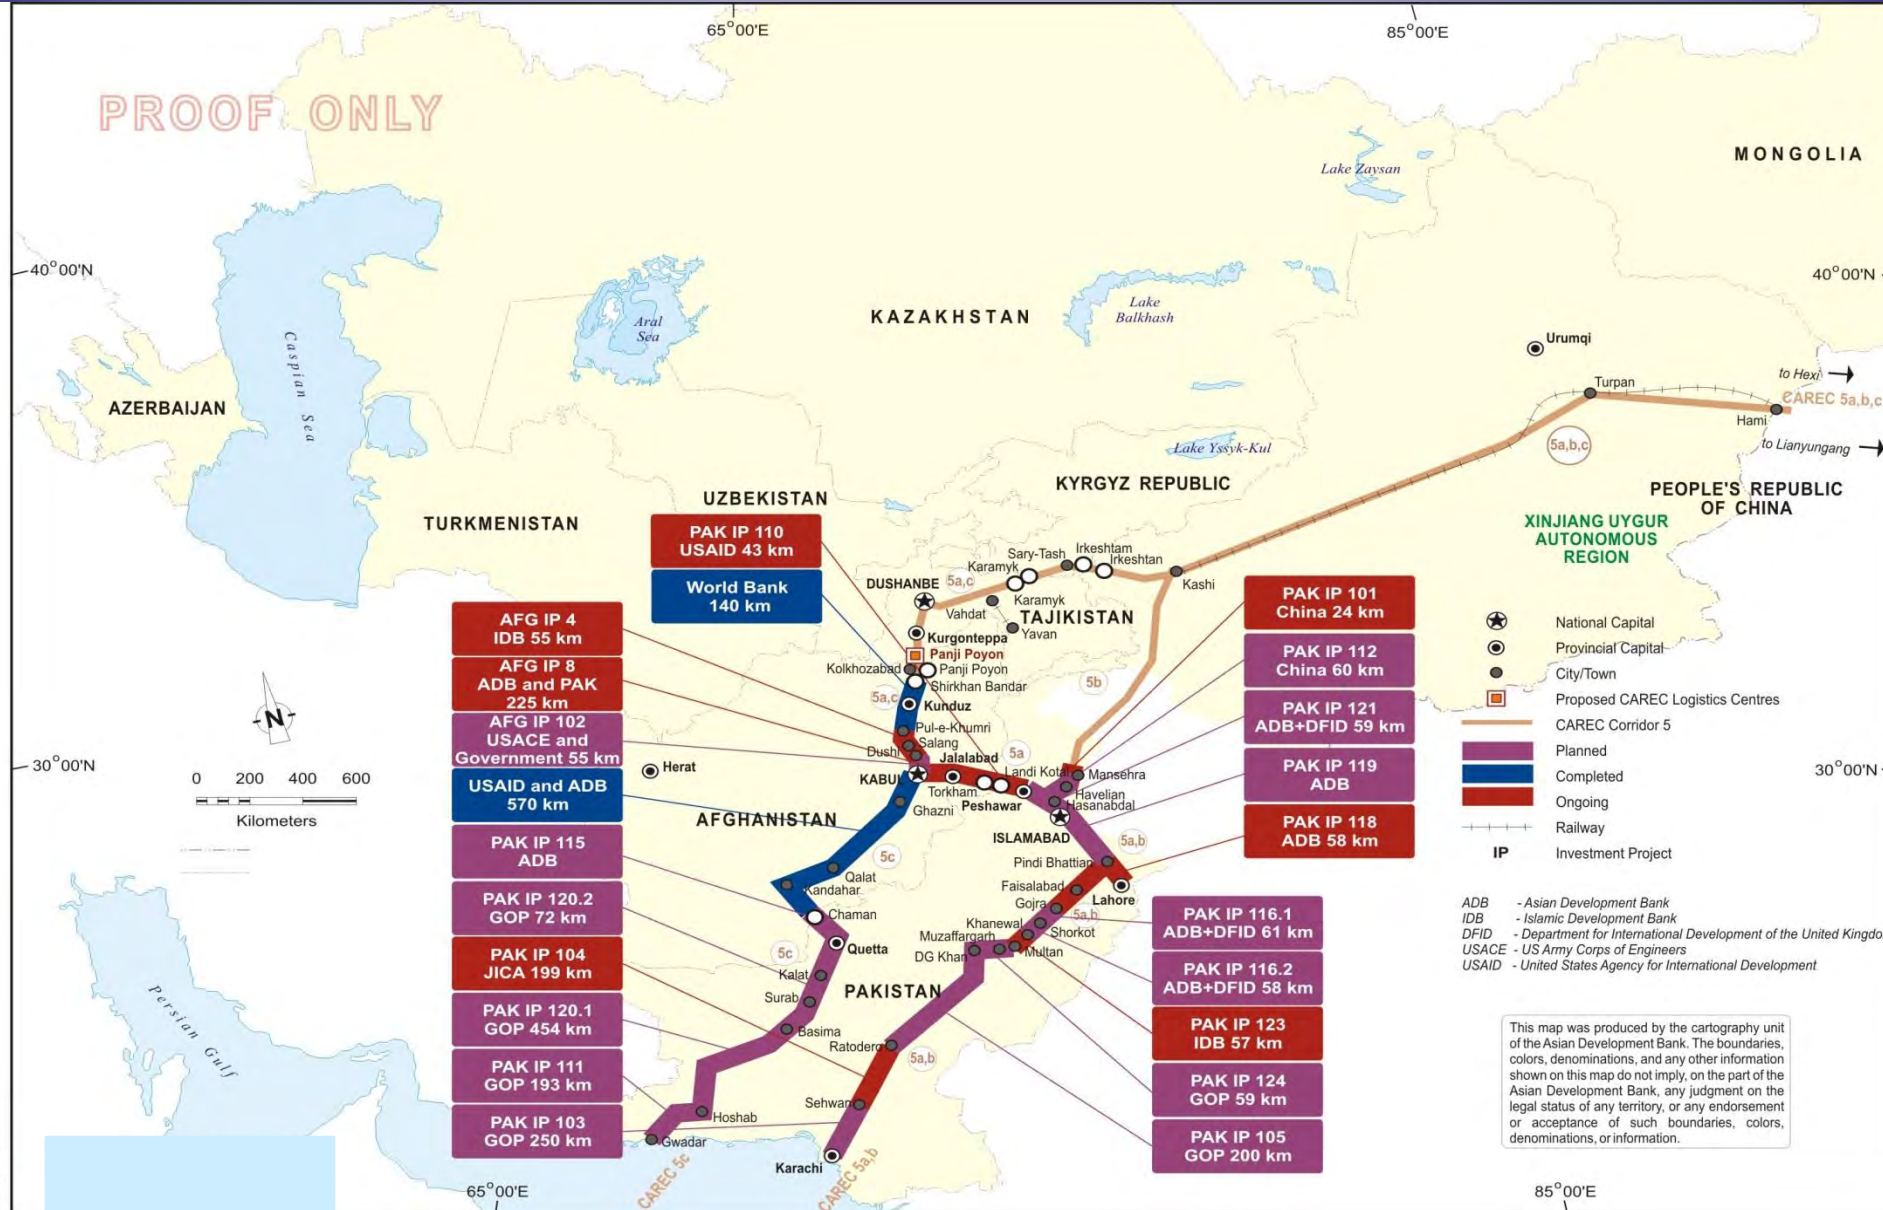 65°00'E
85°00'E
PROOF ONLY
MONGOLIA
Lake Zaysan
40°00'N
40°00'N
KAZAKHSTAN
Lake
Balkhash
Aral
Sea
Caspian Sea
Urumqi
Turpan
to Hexi
CAREC 5a,b,c
Hami
AZERBAIJAN
5a,b,c
to Lianyungang
Lake Yssyk-Kul
KYRGYZ REPUBLIC
UZBEKISTAN
TURKMENISTAN
PEOPLE'S REPUBLIC
OF CHINA
XINJIANG UYGUR
AUTONOMOUS
REGION
PAK IP 110
USAID 43 km
World Bank
140 km
AFG IP 4
IDB 55 km
AFG IP 8
ADB and PAK
225 km
AFG IP 102
USACE and
Government 55 km
USAID and ADB
570 km
PAK IP 115
ADB
PAK IP 120.2
GOP 72 km
PAK IP 104
JICA 199 km
PAK IP 120.1
GOP 454 km
PAK IP 111
GOP 193 km
PAK IP 103
GOP 250 km
Sary-Tash
Irkeshtam
Irkeshtan
Karamyk
Kashi
DUSHANBE
5a,c
Karamyk
Vahdat
TAJIKISTAN
Yavan
Kurgonteppa
Panji Poyon
Kolkhozabad
Panji Poyon
Shirkhan Bandar
5a,c
5b
Kunduz
Pul-e-Khumri
Salang
Dushi
5a
Jalalabad
Landi Kotal
Mansehra
KABUL
Torkham
Peshawar
Havelian
Hasanabdal
Ghazni
ISLAMABAD
AFGHANISTAN
Herat
N
0 200 400 600
Kilometers
30°00'N
30°00'N
5a,b
Pindi Bhattian
5c
Qalat
Kandahar
Faisalabad
Lahore
Gojra
5a,b
Chaman
Khanewal
Shorkot
Muzaffargarh
Quetta
Multan
DG Khan
5c
Kalat
PAKISTAN
Surab
Basima
Ratodero
5a,b
Sehwan
Hoshab
Gwadar
Karachi
CAREC 5c
CAREC 5a,b
Persian Gulf
PAK IP 101
China 24 km
PAK IP 112
China 60 km
PAK IP 121
ADB+DFID 59 km
PAK IP 119
ADB
PAK IP 118
ADB 58 km
PAK IP 116.1
ADB+DFID 61 km
PAK IP 116.2
ADB+DFID 58 km
PAK IP 123
IDB 57 km
PAK IP 124
GOP 59 km
PAK IP 105
GOP 200 km
National Capital
Provincial Capital
City/Town
Proposed CAREC Logistics Centres
CAREC Corridor 5
Planned
Completed
Ongoing
Railway
IP Investment Project
ADB - Asian Development Bank
IDB - Islamic Development Bank
DFID - Department for International Development of the United Kingdo
USACE - US Army Corps of Engineers
USAID - United States Agency for International Development
This map was produced by the cartography unit
of the Asian Development Bank. The boundaries,
colors, denominations, and any other information
shown on this map do not imply, on the part of the
Asian Development Bank, any judgment on the
legal status of any territory, or any endorsement
or acceptance of such boundaries, colors,
denominations, or information.
65°00'E
85°00'E